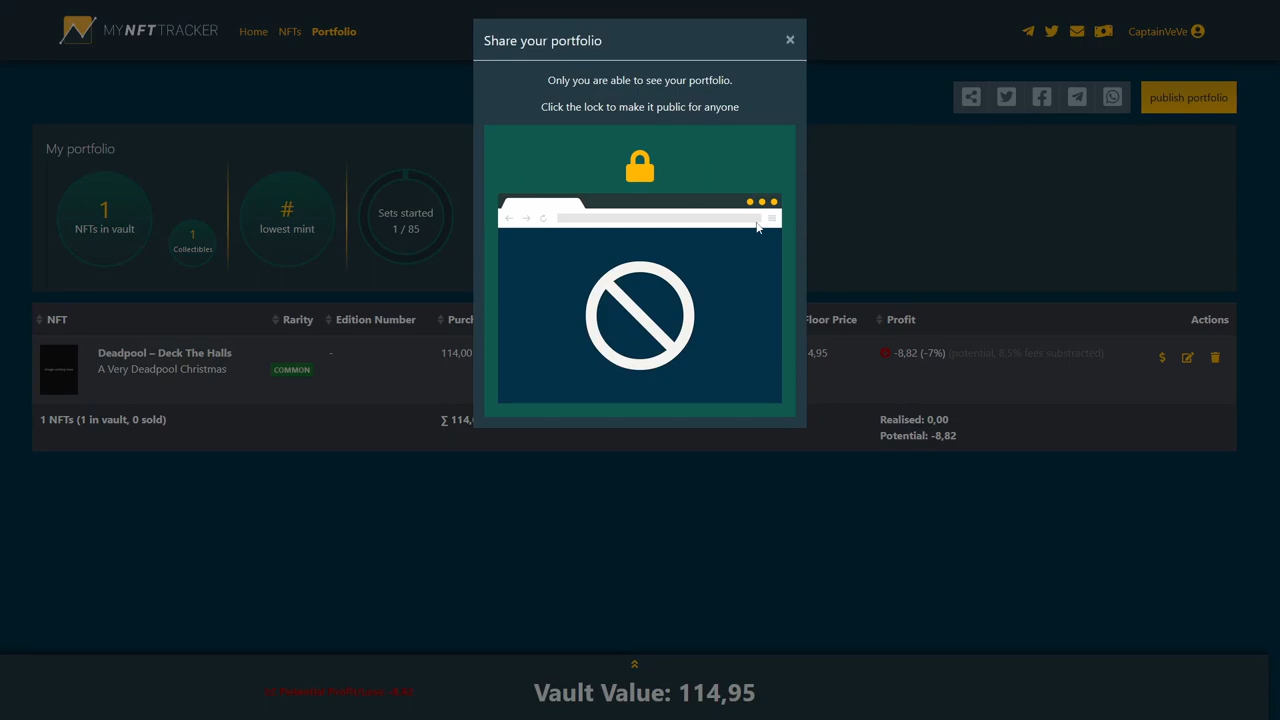 MYNFTTRACKER
Home NFTs Portfolio
CaptainVeVe
Share your portfolio
×
Only you are able to see your portfolio.
Click the lock to make it public for anyone
publish portfolio
My portfolio
1
NFTs in vault
1
Collectibles
#
lowest mint
Sets started
1 / 85
NFT Rarity Edition Number Purch Floor Price Profit Actions
Deadpool – Deck The Halls
A Very Deadpool Christmas
COMMON
-
114,00
4,95
-8,82 (-7%) (potential, 8.5% fees substracted)
$
1 NFTs (1 in vault, 0 sold)
∑ 114,
Realised: 0,00
Potential: -8,82
Vault Value: 114,95